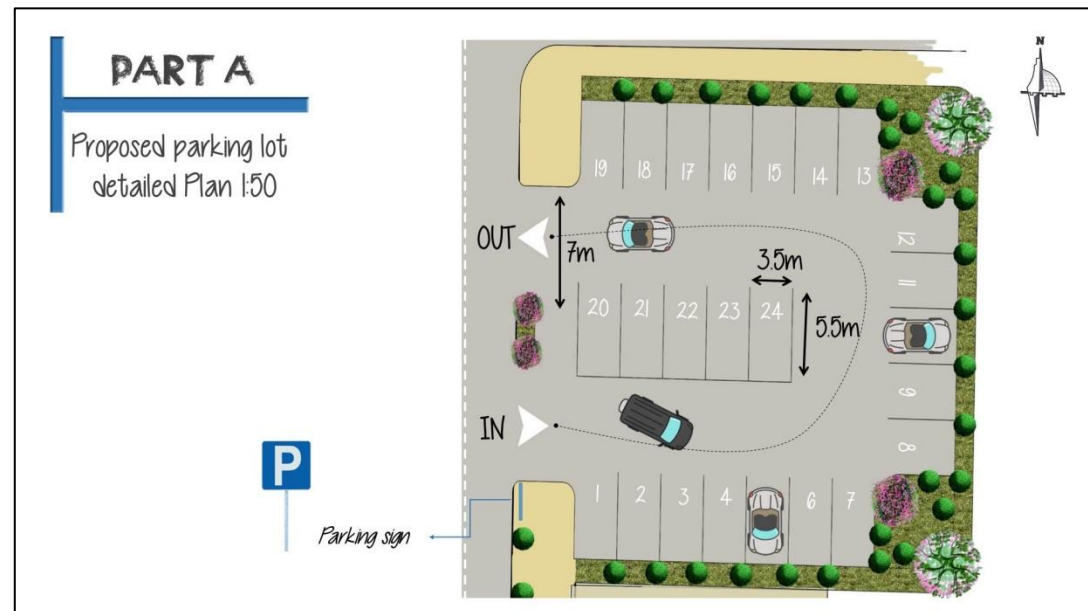 PART A
Proposed parking lot
detailed Plan 1:50
N
19 18 17 16 15 14 13
OUT
7m
12
3.5m
11
20 21 22 23 24
5.5m
9
IN
8
P
1 2 3 4 6 7
Parking sign